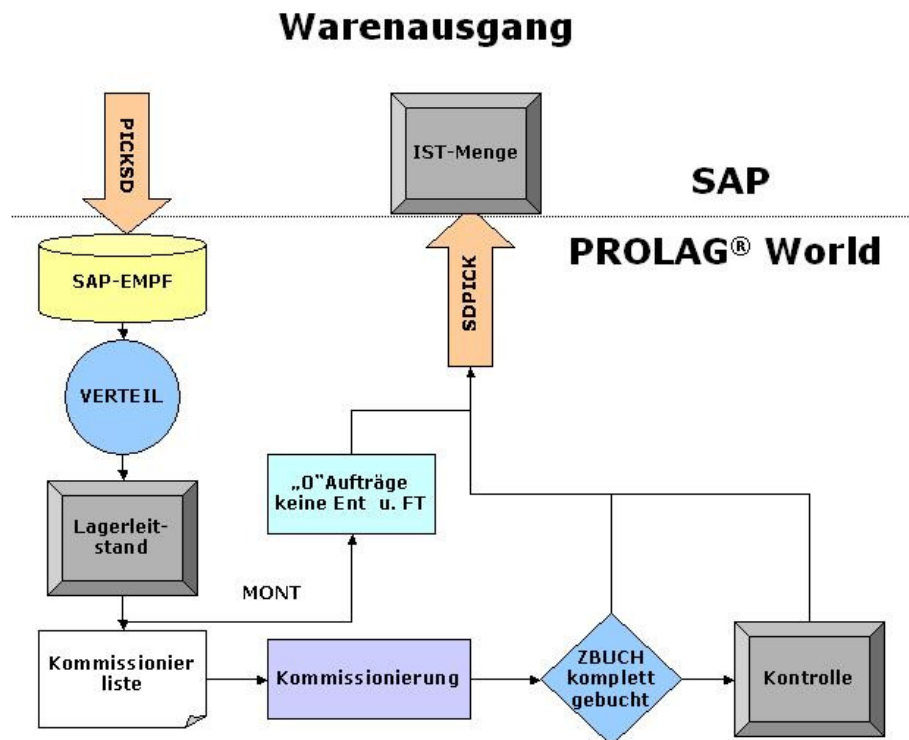 Warenausgang
PICKSD
IST-Menge
SAP
PROLAG® World
SAP-EMPF
SDPICK
VERTEIL
„0”Aufträge
keine Ent u. FT
Lagerleit-
stand
MONT
Kommissionier
liste
Kommissionierung
ZBUCH
komplett
gebucht
Kontrolle